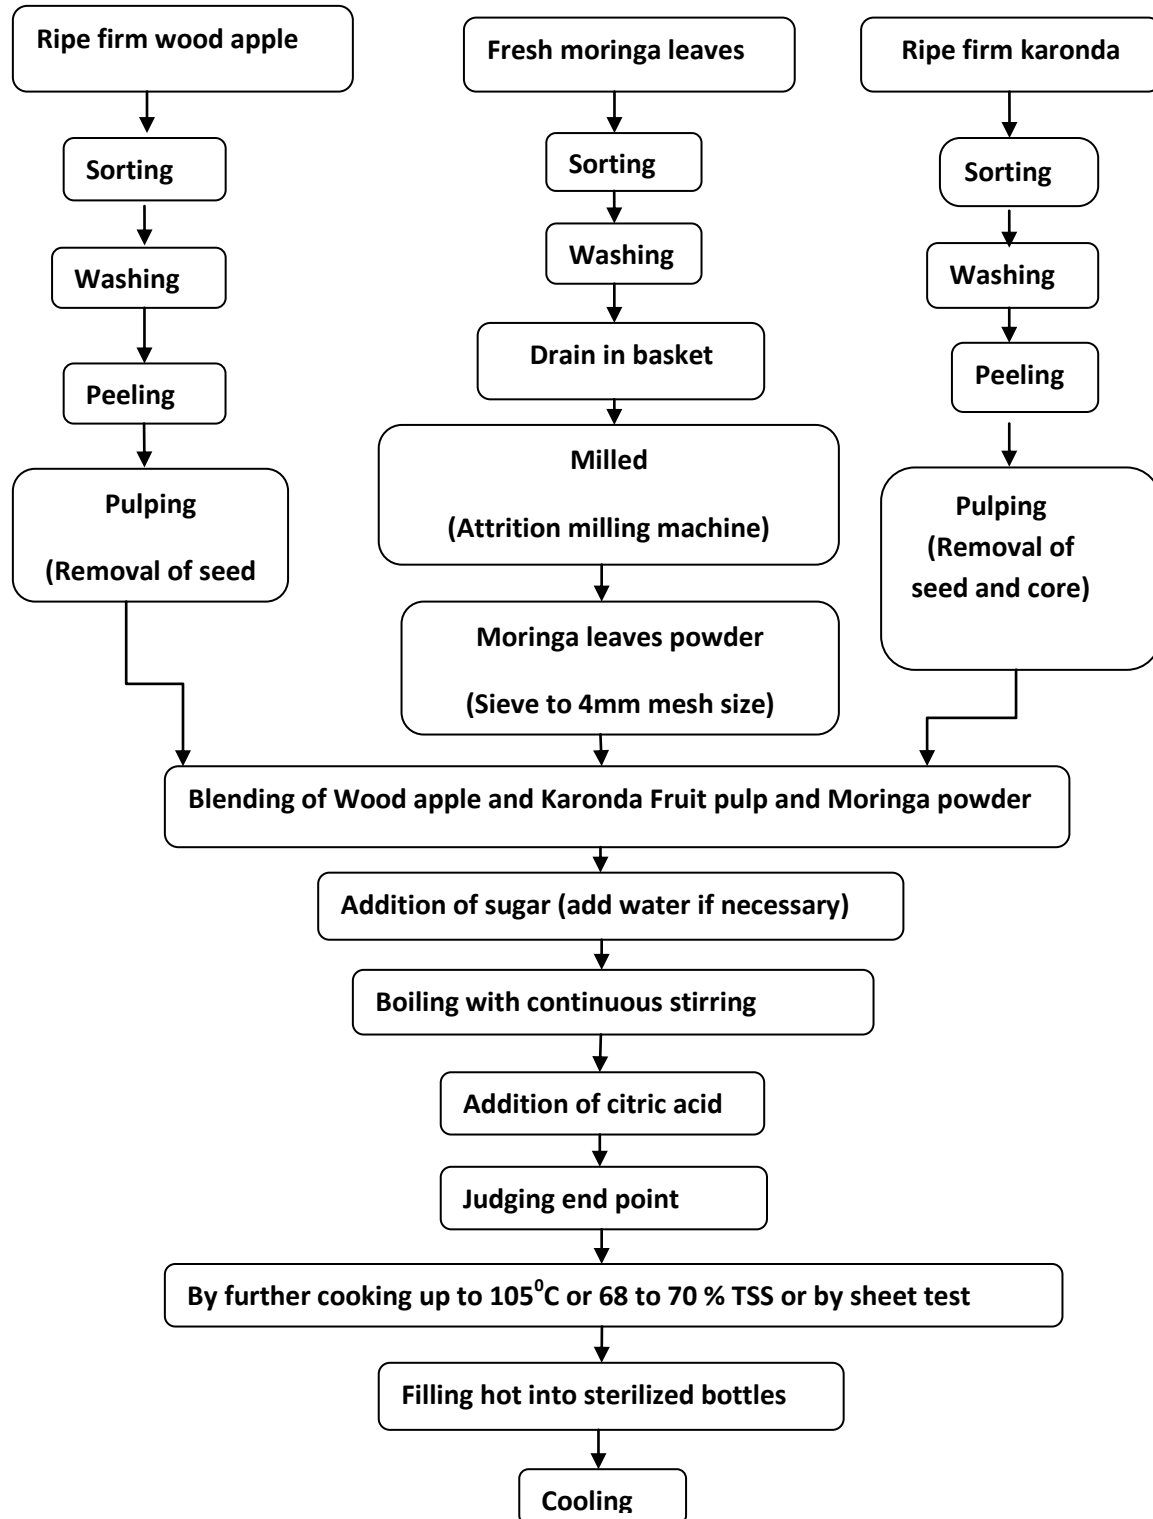 Ripe firm wood apple
Sorting
Washing
Peeling
Pulping
(Removal of seed
Fresh moringa leaves
Sorting
Washing
Drain in basket
Milled
(Attrition milling machine)
Moringa leaves powder
(Sieve to 4mm mesh size)
Ripe firm karonda
Sorting
Washing
Peeling
Pulping
(Removal of
seed and core)
Blending of Wood apple and Karonda Fruit pulp and Moringa powder
Addition of sugar (add water if necessary)
Boiling with continuous stirring
Addition of citric acid
Judging end point
By further cooking up to 105⁰C or 68 to 70 % TSS or by sheet test
Filling hot into sterilized bottles
Cooling